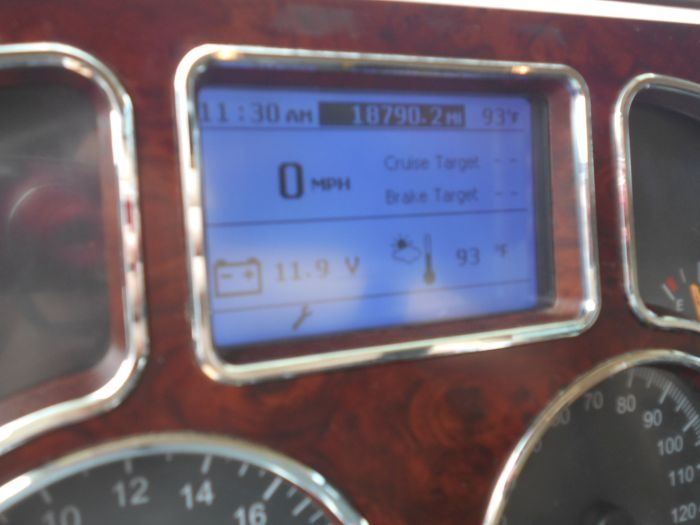 11:30 AM 18790.2 MI 93°F
0 MPH
Cruise Target - -
Brake Target - -
- + 11.9 V 93 °F
E
10 12 14 16
60 70 80 90 100 110 120